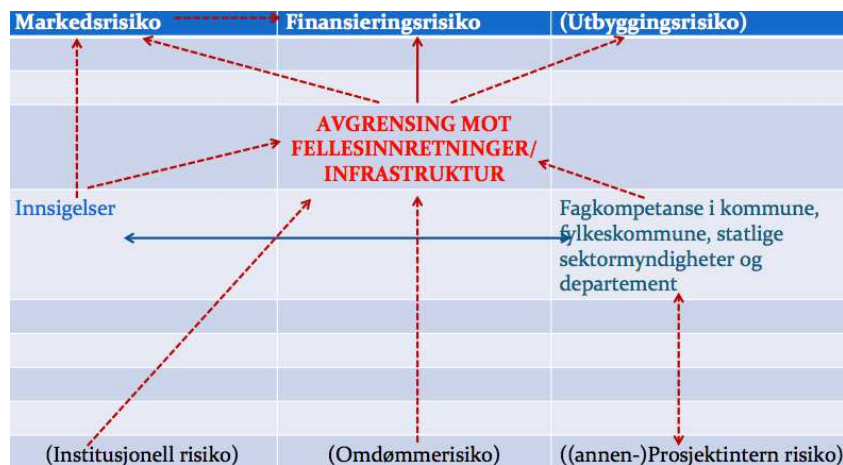 Markedsrisiko
Finansieringsrisiko
(Utbyggingsrisiko)
AVGRENSING MOT
FELLESINNRETNINGER/
INFRASTRUKTUR
Innsigelser
Fagkompetanse i kommune,
fylkeskommune, statlige
sektormyndigheter og
departement
(Institusjonell risiko)
(Omdømmerisiko)
((annen-)Prosjektintern risiko)